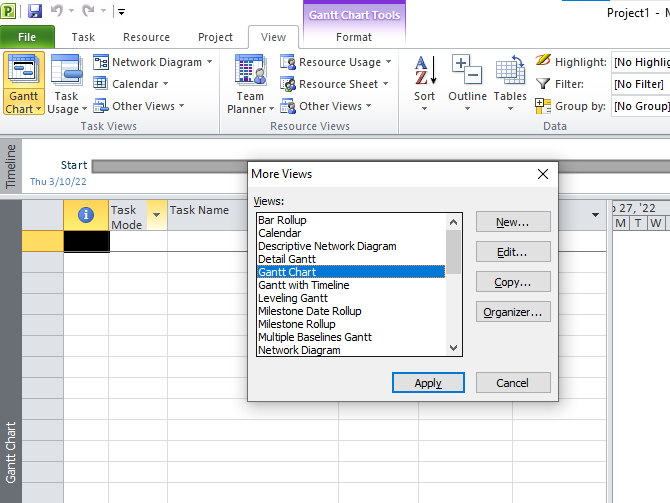 Gantt Chart Tools
Project1 -
File
Task
Resource
Project
View
Format
Gantt
Chart
Task
Usage
Network Diagram
Calendar
Other Views
Task Views
Team
Planner
Resource Usage
Resource Sheet
Other Views
Resource Views
Sort
Outline
Tables
Highlight:
[No Highlig
Filter:
[No Filter]
Group by:
[No Group]
Data
Timeline
Start
Thu 3/10/22
Task
Mode
Task Name
27, '22
M T W T
Gantt Chart
More Views
Views:
Bar Rollup
Calendar
Descriptive Network Diagram
Detail Gantt
Gantt Chart
Gantt with Timeline
Leveling Gantt
Milestone Date Rollup
Milestone Rollup
Multiple Baselines Gantt
Network Diagram
New...
Edit...
Copy...
Organizer...
Apply
Cancel